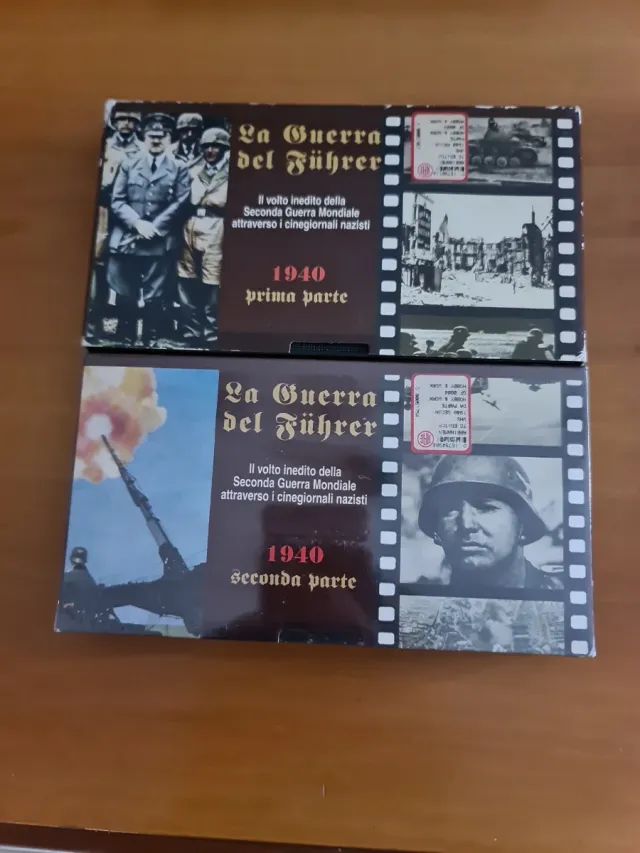 La Guerra
del Führer
Il volto inedito della
Seconda Guerra Mondiale
attraverso i cinegiornali nazisti
1940
prima parte
La Guerra
del Führer
Il volto inedito della
Seconda Guerra Mondiale
attraverso i cinegiornali nazisti
1940
seconda parte